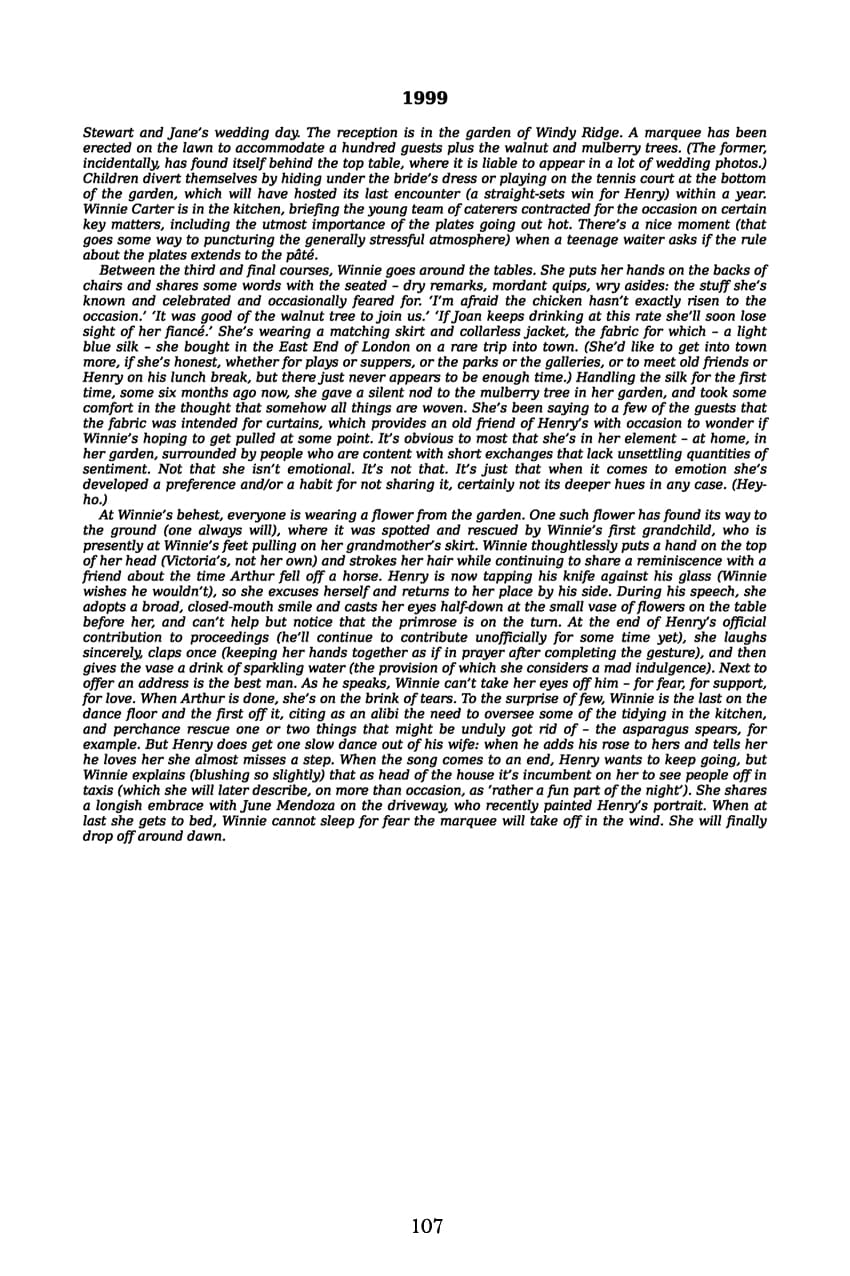 1999
Stewart and Jane's wedding day. The reception is in the garden of Windy Ridge. A marquee has been
erected on the lawn to accommodate a hundred guests plus the walnut and mulberry trees. (The former,
incidentally, has found itself behind the top table, where it is liable to appear in a lot of wedding photos.)
Children divert themselves by hiding under the bride's dress or playing on the tennis court at the bottom
of the garden, which will have hosted its last encounter (a straight-sets win for Henry) within a year.
Winnie Carter is in the kitchen, briefing the young team of caterers contracted for the occasion on certain
key matters, including the utmost importance of the plates going out hot. There's a nice moment (that
goes some way to puncturing the generally stressful atmosphere) when a teenage waiter asks if the rule
about the plates extends to the pâté.
Between the third and final courses, Winnie goes around the tables. She puts her hands on the backs of
chairs and shares some words with the seated – dry remarks, mordant quips, wry asides: the stuff she's
known and celebrated and occasionally feared for. 'I'm afraid the chicken hasn't exactly risen to the
occasion.' 'It was good of the walnut tree to join us.' 'If Joan keeps drinking at this rate she'll soon lose
sight of her fiancé.' She's wearing a matching skirt and collarless jacket, the fabric for which – a light
blue silk – she bought in the East End of London on a rare trip into town. (She'd like to get into town
more, if she's honest, whether for plays or suppers, or the parks or the galleries, or to meet old friends or
Henry on his lunch break, but there just never appears to be enough time.) Handling the silk for the first
time, some six months ago now, she gave a silent nod to the mulberry tree in her garden, and took some
comfort in the thought that somehow all things are woven. She's been saying to a few of the guests that
the fabric was intended for curtains, which provides an old friend of Henry's with occasion to wonder if
Winnie's hoping to get pulled at some point. It's obvious to most that she's in her element – at home, in
her garden, surrounded by people who are content with short exchanges that lack unsettling quantities of
sentiment. Not that she isn't emotional. It's not that. It's just that when it comes to emotion she's
developed a preference and/or a habit for not sharing it, certainly not its deeper hues in any case. (Hey-
ho.)
At Winnie's behest, everyone is wearing a flower from the garden. One such flower has found its way to
the ground (one always will), where it was spotted and rescued by Winnie's first grandchild, who is
presently at Winnie's feet pulling on her grandmother's skirt. Winnie thoughtlessly puts a hand on the top
of her head (Victoria's, not her own) and strokes her hair while continuing to share a reminiscence with a
friend about the time Arthur fell off a horse. Henry is now tapping his knife against his glass (Winnie
wishes he wouldn't), so she excuses herself and returns to her place by his side. During his speech, she
adopts a broad, closed-mouth smile and casts her eyes half-down at the small vase of flowers on the table
before her, and can't help but notice that the primrose is on the turn. At the end of Henry's official
contribution to proceedings (he'll continue to contribute unofficially for some time yet), she laughs
sincerely, claps once (keeping her hands together as if in prayer after completing the gesture), and then
gives the vase a drink of sparkling water (the provision of which she considers a mad indulgence). Next to
offer an address is the best man. As he speaks, Winnie can't take her eyes off him – for fear, for support,
for love. When Arthur is done, she's on the brink of tears. To the surprise of few, Winnie is the last on the
dance floor and the first off it, citing as an alibi the need to oversee some of the tidying in the kitchen,
and perchance rescue one or two things that might be unduly got rid of – the asparagus spears, for
example. But Henry does get one slow dance out of his wife: when he adds his rose to hers and tells her
he loves her she almost misses a step. When the song comes to an end, Henry wants to keep going, but
Winnie explains (blushing so slightly) that as head of the house it's incumbent on her to see people off in
taxis (which she will later describe, on more than occasion, as 'rather a fun part of the night'). She shares
a longish embrace with June Mendoza on the driveway, who recently painted Henry's portrait. When at
last she gets to bed, Winnie cannot sleep for fear the marquee will take off in the wind. She will finally
drop off around dawn.
107